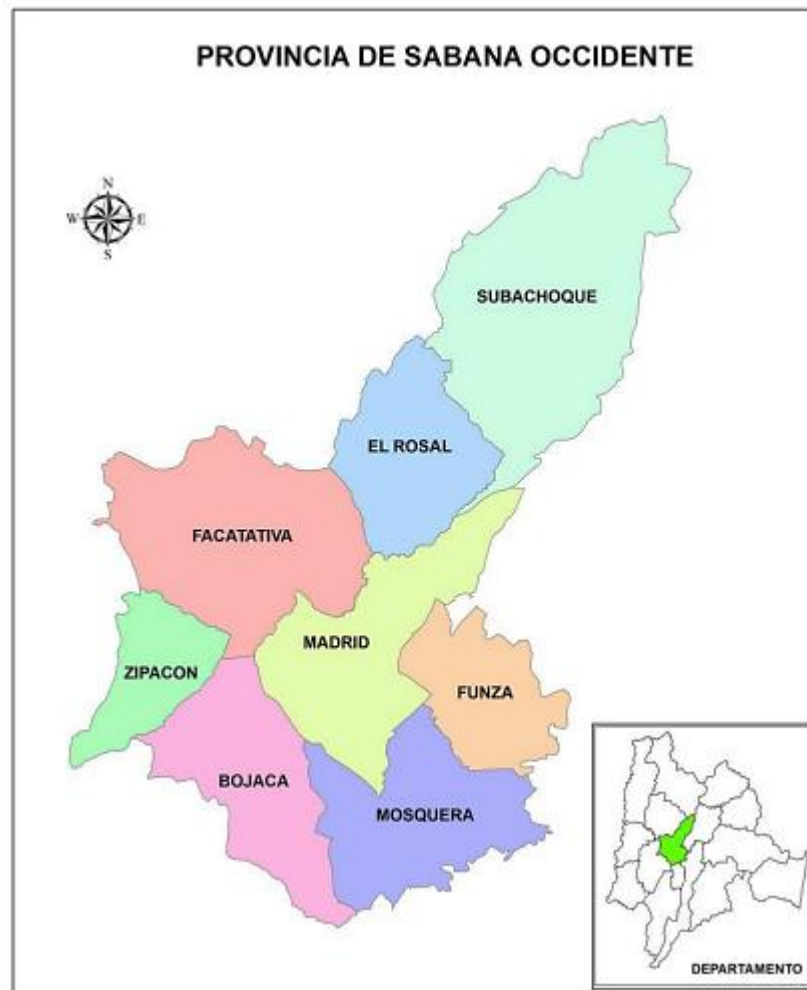 PROVINCIA DE SABANA OCCIDENTE
N
W E
S
SUBACHOQUE
EL ROSAL
FACATATIVA
MADRID
ZIPACON
FUNZA
BOJACA
MOSQUERA
DEPARTAMENTO